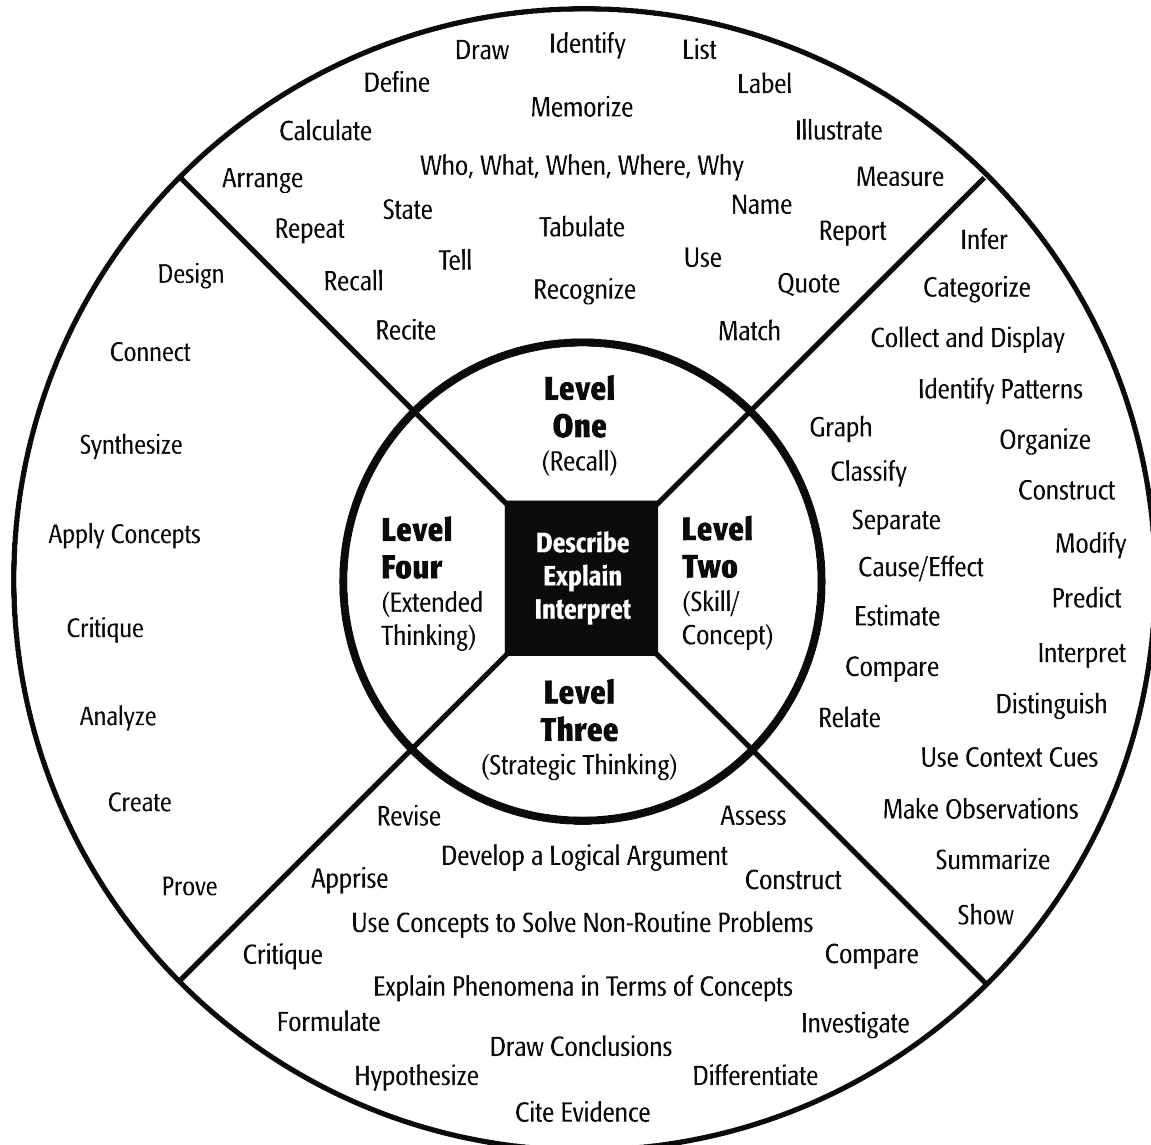 Draw
Identify
List
Define
Label
Memorize
Calculate
Illustrate
Who, What, When, Where, Why
Arrange
Measure
State
Name
Repeat
Tabulate
Report
Tell
Use
Recall
Recognize
Quote
Recite
Match
Level
One
(Recall)
Infer
Categorize
Collect and Display
Identify Patterns
Graph
Organize
Classify
Construct
Separate
Modify
Cause/Effect
Predict
Estimate
Interpret
Compare
Distinguish
Relate
Use Context Cues
Make Observations
Summarize
Show
Level
Two
(Skill/
Concept)
Describe
Explain
Interpret
Level
Three
(Strategic Thinking)
Revise
Assess
Develop a Logical Argument
Apprise
Construct
Use Concepts to Solve Non-Routine Problems
Critique
Compare
Explain Phenomena in Terms of Concepts
Formulate
Investigate
Draw Conclusions
Hypothesize
Differentiate
Cite Evidence
Level
Four
(Extended
Thinking)
Design
Connect
Synthesize
Apply Concepts
Critique
Analyze
Create
Prove